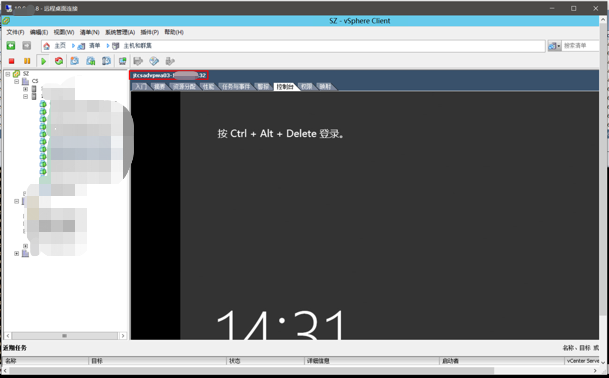 8 - 远程桌面连接
SZ - vSphere Client
文件(F) 编辑(E) 视图(V) 清单(N) 系统管理(A) 插件(P) 帮助(H)
主页 清单 主机和群集 搜索清单
SZ
CS
32
入门 摘要 资源分配 性能 任务与事件 警报 控制台 权限 映射
按 Ctrl + Alt + Delete 登录。
14:31
近期任务 名称、目标 或
名称 目标 状态 详细信息 启动者 vCenter Serve